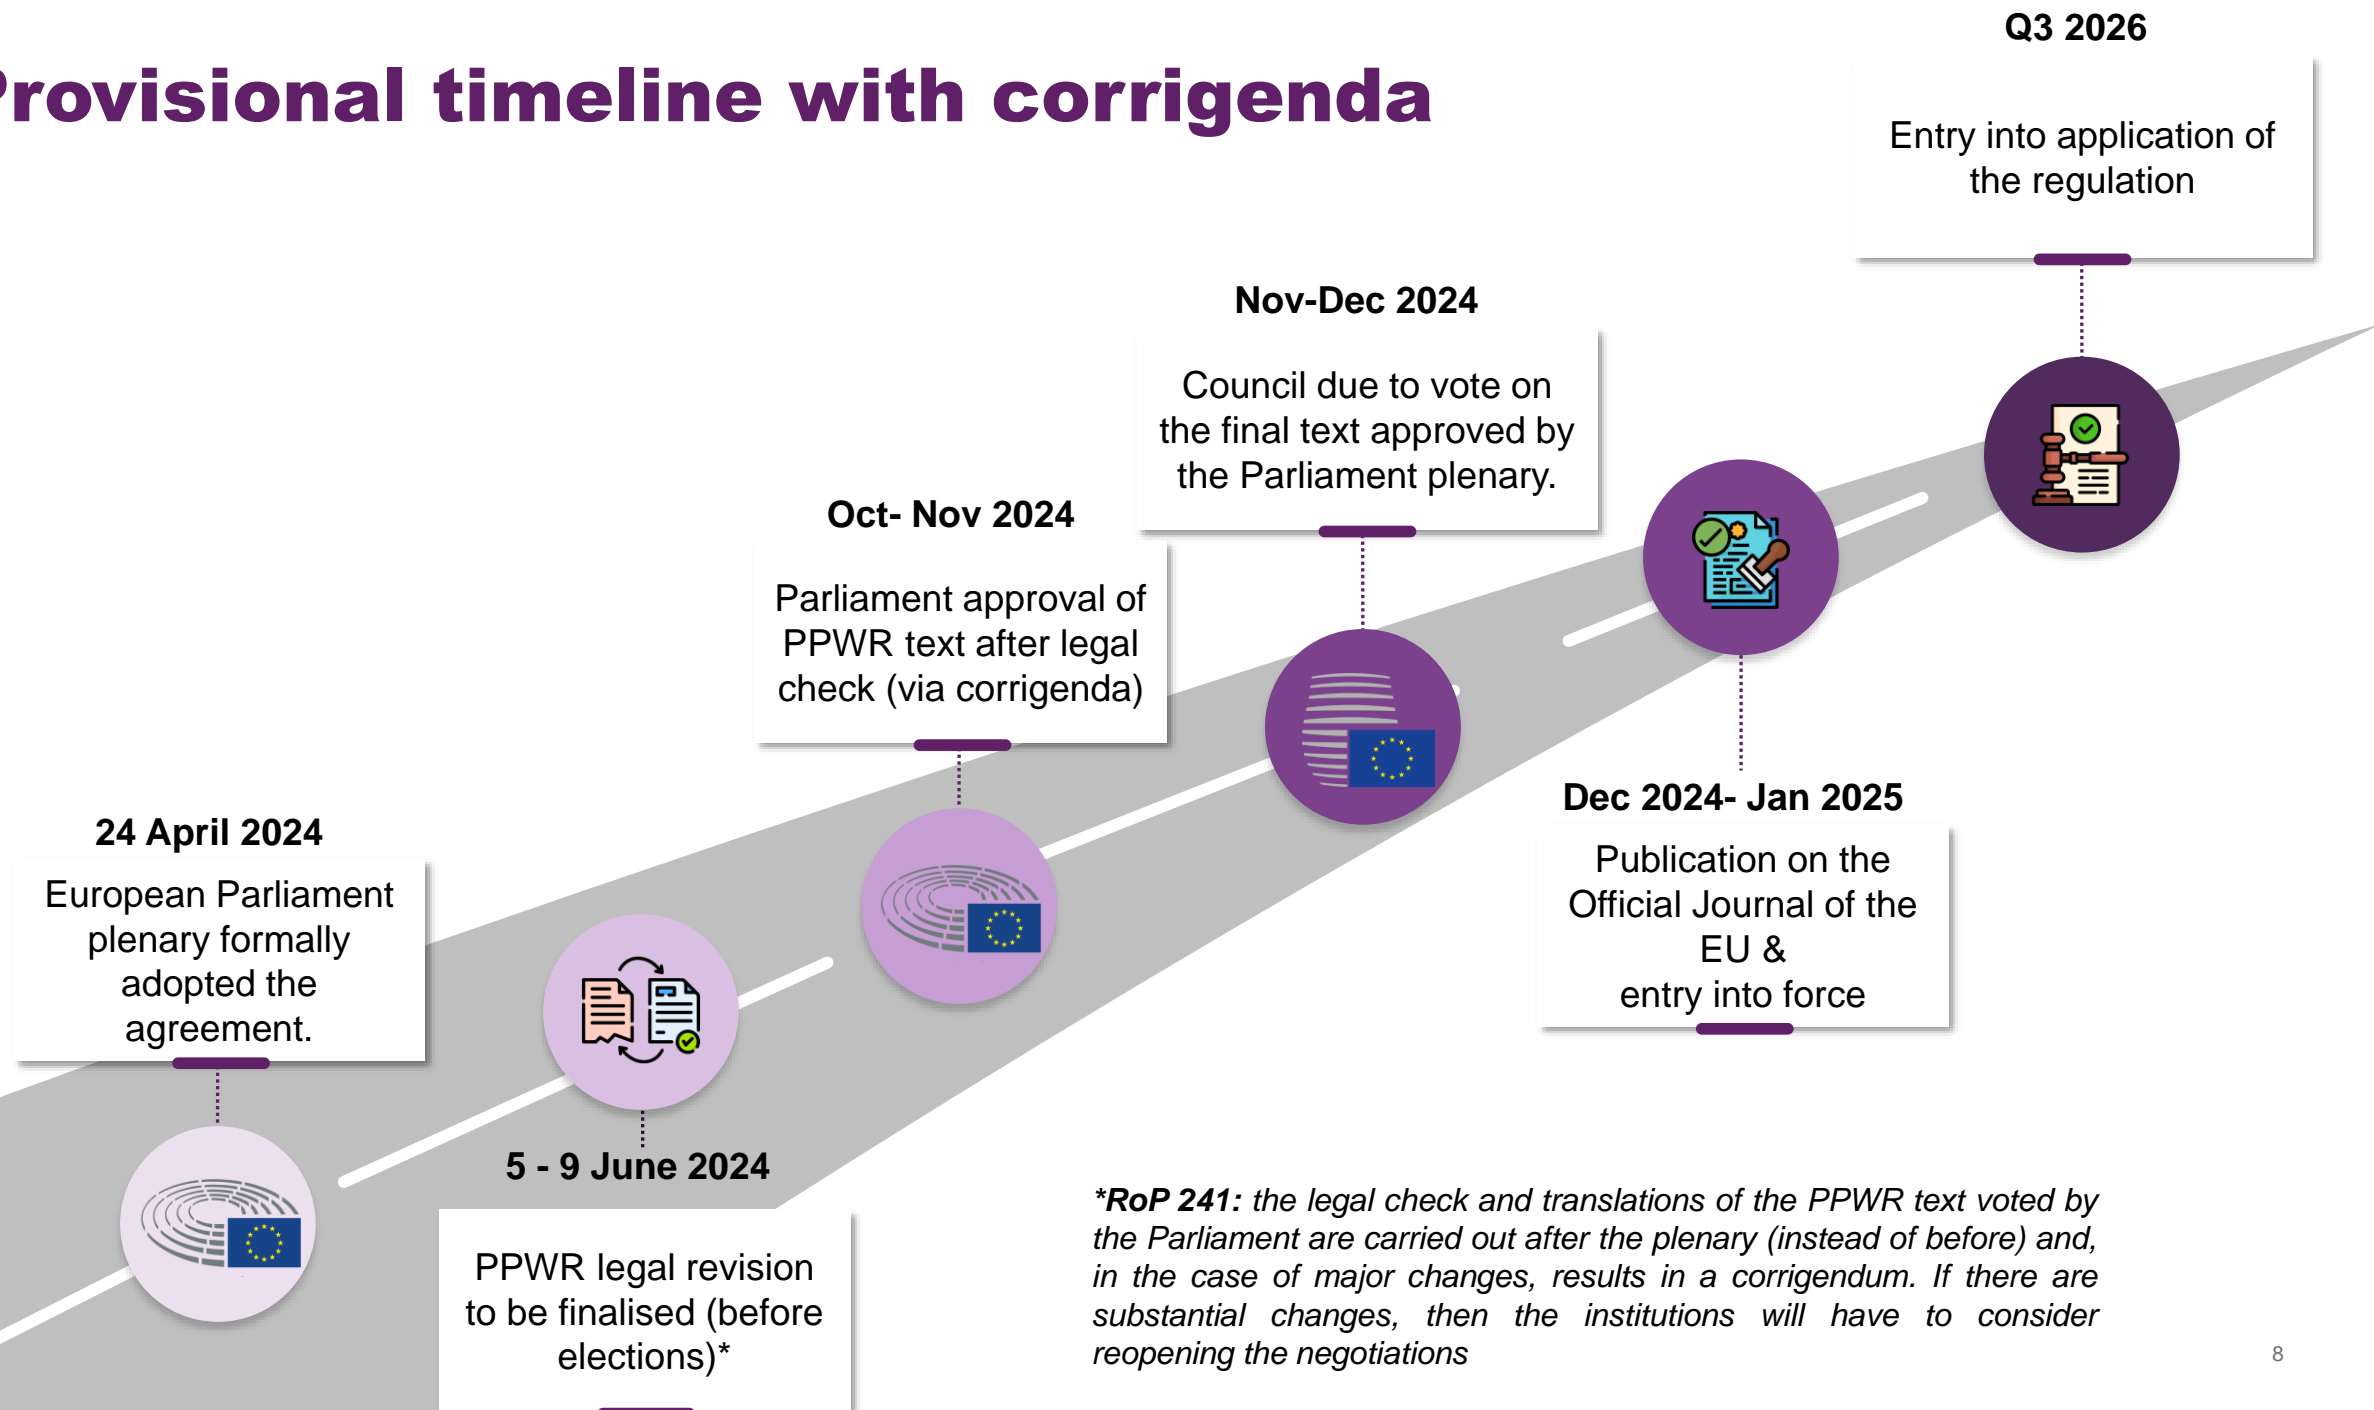 Provisional timeline with corrigenda
24 April 2024
European Parliament
plenary formally
adopted the
agreement.
5 - 9 June 2024
PPWR legal revision
to be finalised (before
elections)*
Oct- Nov 2024
Parliament approval of
PPWR text after legal
check (via corrigenda)
Nov-Dec 2024
Council due to vote on
the final text approved by
the Parliament plenary.
Dec 2024- Jan 2025
Publication on the
Official Journal of the
EU &
entry into force
Q3 2026
Entry into application of
the regulation
*RoP 241: the legal check and translations of the PPWR text voted by
the Parliament are carried out after the plenary (instead of before) and,
in the case of major changes, results in a corrigendum. If there are
substantial changes, then the institutions will have to consider
reopening the negotiations
8